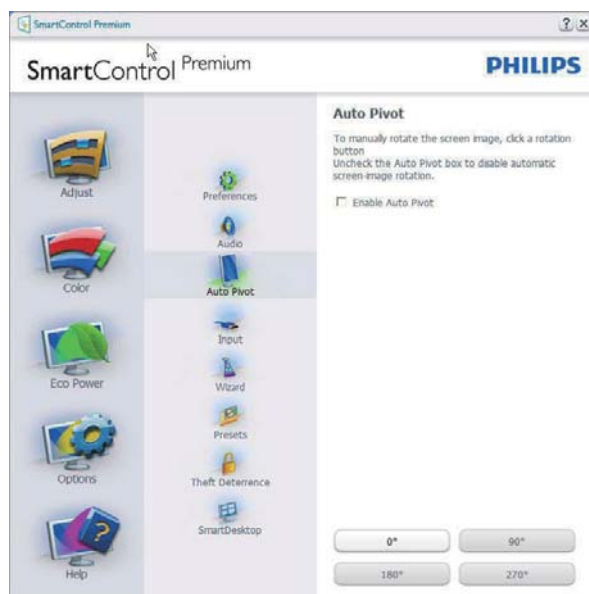 SmartControl Premium
SmartControl Premium
PHILIPS
Adjust
Color
Eco Power
Options
Help
Preferences
Audio
Auto Pivot
Input
Wizard
Presets
Theft Deterrence
SmartDesktop
Auto Pivot
To manually rotate the screen image, click a rotation
button
Uncheck the Auto Pivot box to disable automatic
screen-image rotation.
Enable Auto Pivot
0°
90°
180°
270°